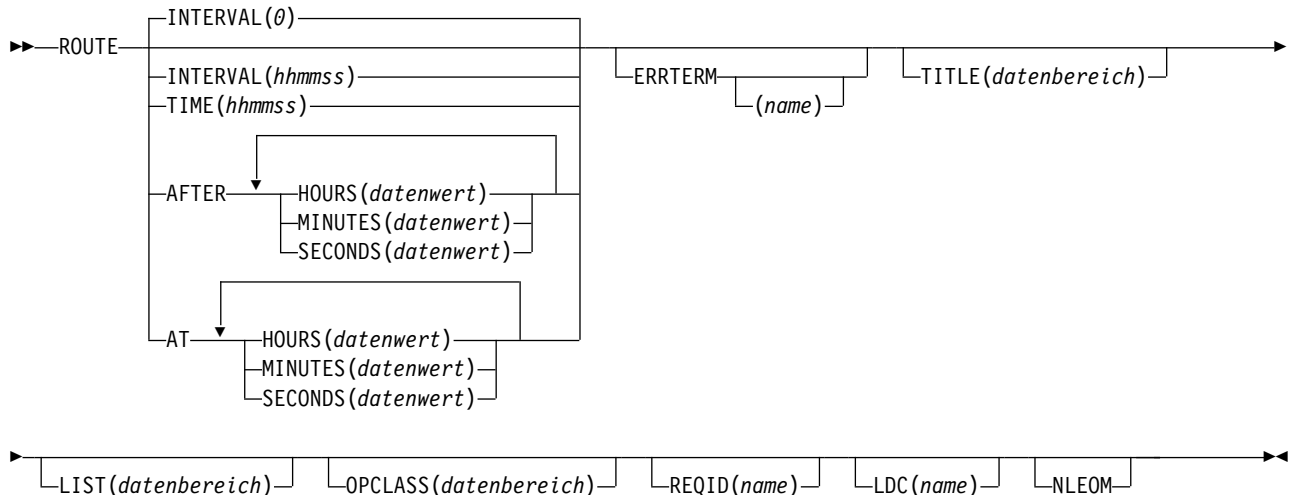 INTERVAL(0)
ROUTE
INTERVAL(hhmmss) ERRTERM TITLE(datenbereich)
TIME(hhmmss) (name)
AFTER HOURS(datenwert)
MINUTES(datenwert)
SECONDS(datenwert)
AT HOURS(datenwert)
MINUTES(datenwert)
SECONDS(datenwert)
LIST(datenbereich) OPCLASS(datenbereich) REQID(name) LDC(name) NLEOM